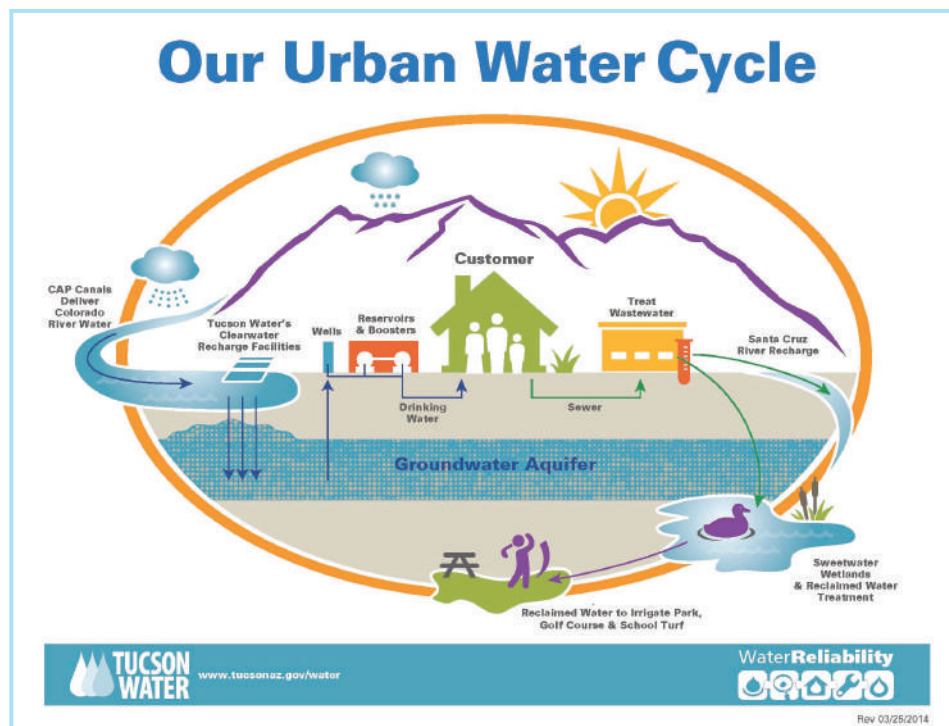 Our Urban Water Cycle
CAP Canals
Deliver
Colorado
River Water
Tucson Water's
Clearwater
Recharge Facilities
Wells
Reservoirs
& Boosters
Customer
Treat
Wastewater
Santa Cruz
River Recharge
Drinking
Water
Sewer
Groundwater Aquifer
Sweetwater
Wetlands
& Reclaimed Water
Treatment
Reclaimed Water to Irrigate Park,
Golf Course & School Turf
TUCSON
WATER
www.tucsonaz.gov/water
WaterReliability
Rev 03/25/2014